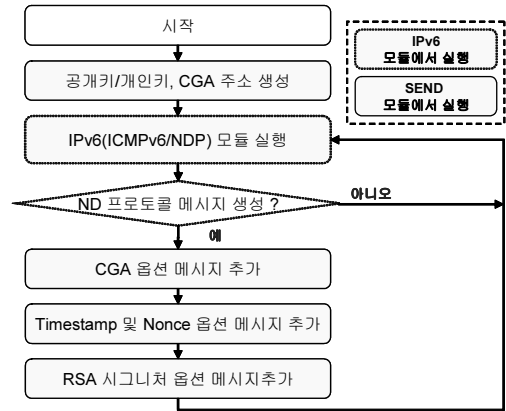 시작
공개키/개인키, CGA 주소 생성
IPv6(ICMPv6/NDP) 모듈 실행
ND 프로토콜 메시지 생성 ?
아니오
예
CGA 옵션 메시지 추가
Timestamp 및 Nonce 옵션 메시지 추가
RSA 시그니처 옵션 메시지추가
IPv6
모듈에서 실행
SEND
모듈에서 실행